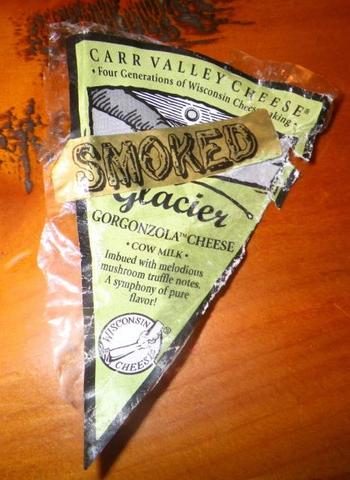 CARR VALLEY CHEESE®
• Four Generations of Wisconsin Cheesemaking •
SMOKED
Glacier
GORGONZOLA™ CHEESE
• COW MILK •
Imbued with melodious
mushroom truffle notes.
A symphony of pure
flavor!
WISCONSIN
CHEESE
®